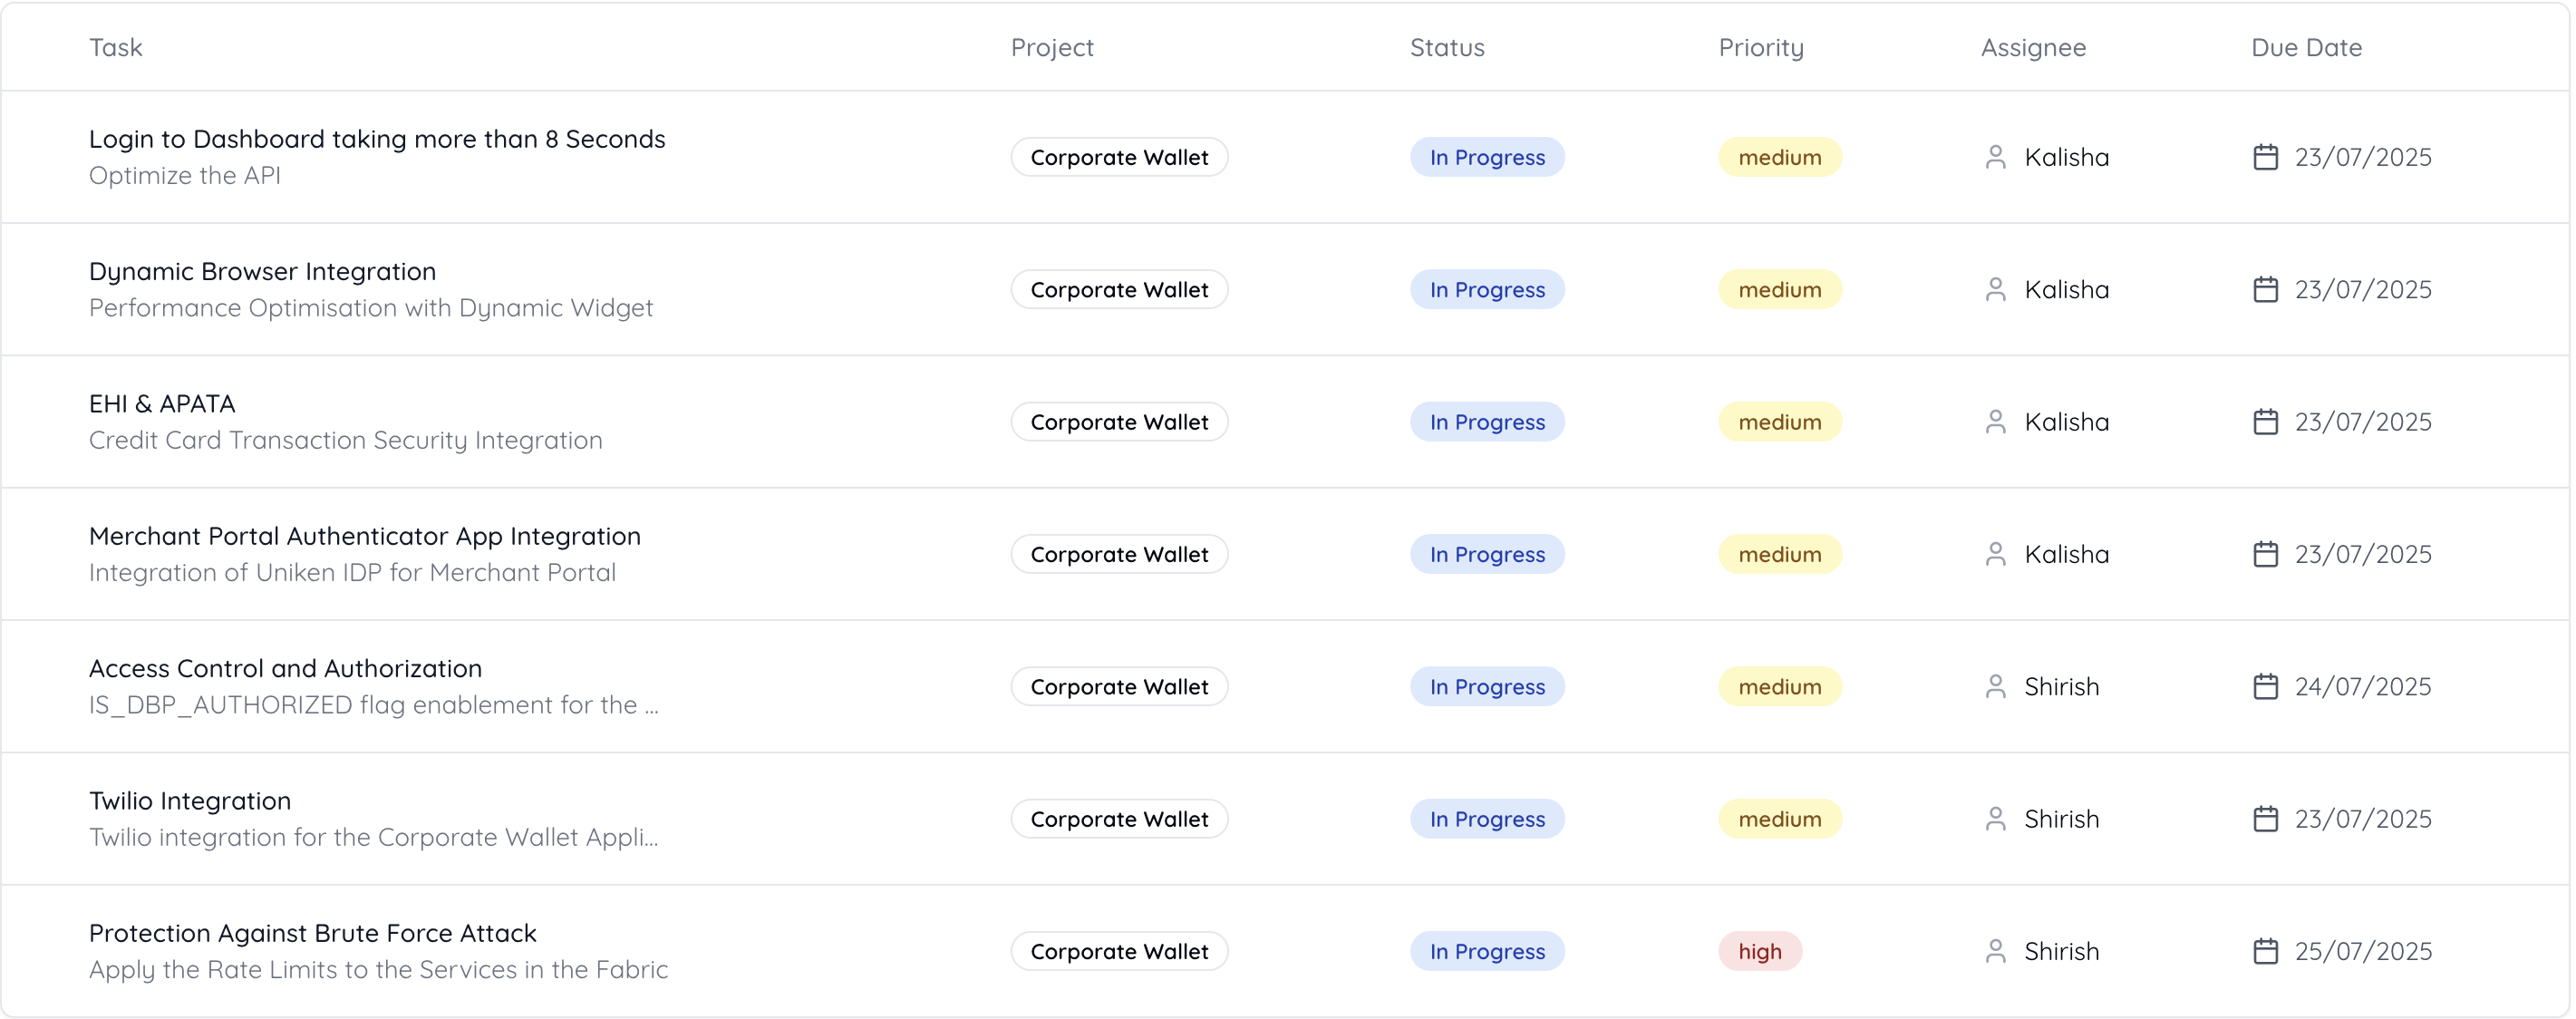 Task Project Status Priority Assignee Due Date
Login to Dashboard taking more than 8 Seconds
Optimize the API
Corporate Wallet In Progress medium Kalisha 23/07/2025
Dynamic Browser Integration
Performance Optimisation with Dynamic Widget
Corporate Wallet In Progress medium Kalisha 23/07/2025
EHI & APATA
Credit Card Transaction Security Integration
Corporate Wallet In Progress medium Kalisha 23/07/2025
Merchant Portal Authenticator App Integration
Integration of Uniken IDP for Merchant Portal
Corporate Wallet In Progress medium Kalisha 23/07/2025
Access Control and Authorization
IS_DBP_AUTHORIZED flag enablement for the ...
Corporate Wallet In Progress medium Shirish 24/07/2025
Twilio Integration
Twilio integration for the Corporate Wallet Appli...
Corporate Wallet In Progress medium Shirish 23/07/2025
Protection Against Brute Force Attack
Apply the Rate Limits to the Services in the Fabric
Corporate Wallet In Progress high Shirish 25/07/2025